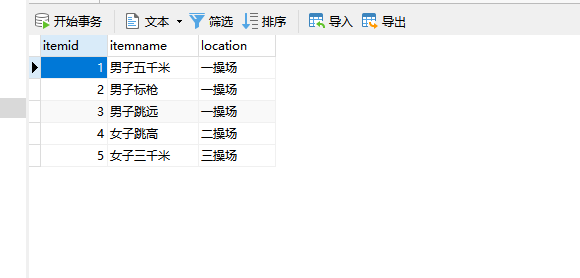 开始事务 文本 筛选 排序 导入 导出
itemid itemname location
1 男子五千米 一操场
2 男子标枪 一操场
3 男子跳远 一操场
4 女子跳高 二操场
5 女子三千米 三操场